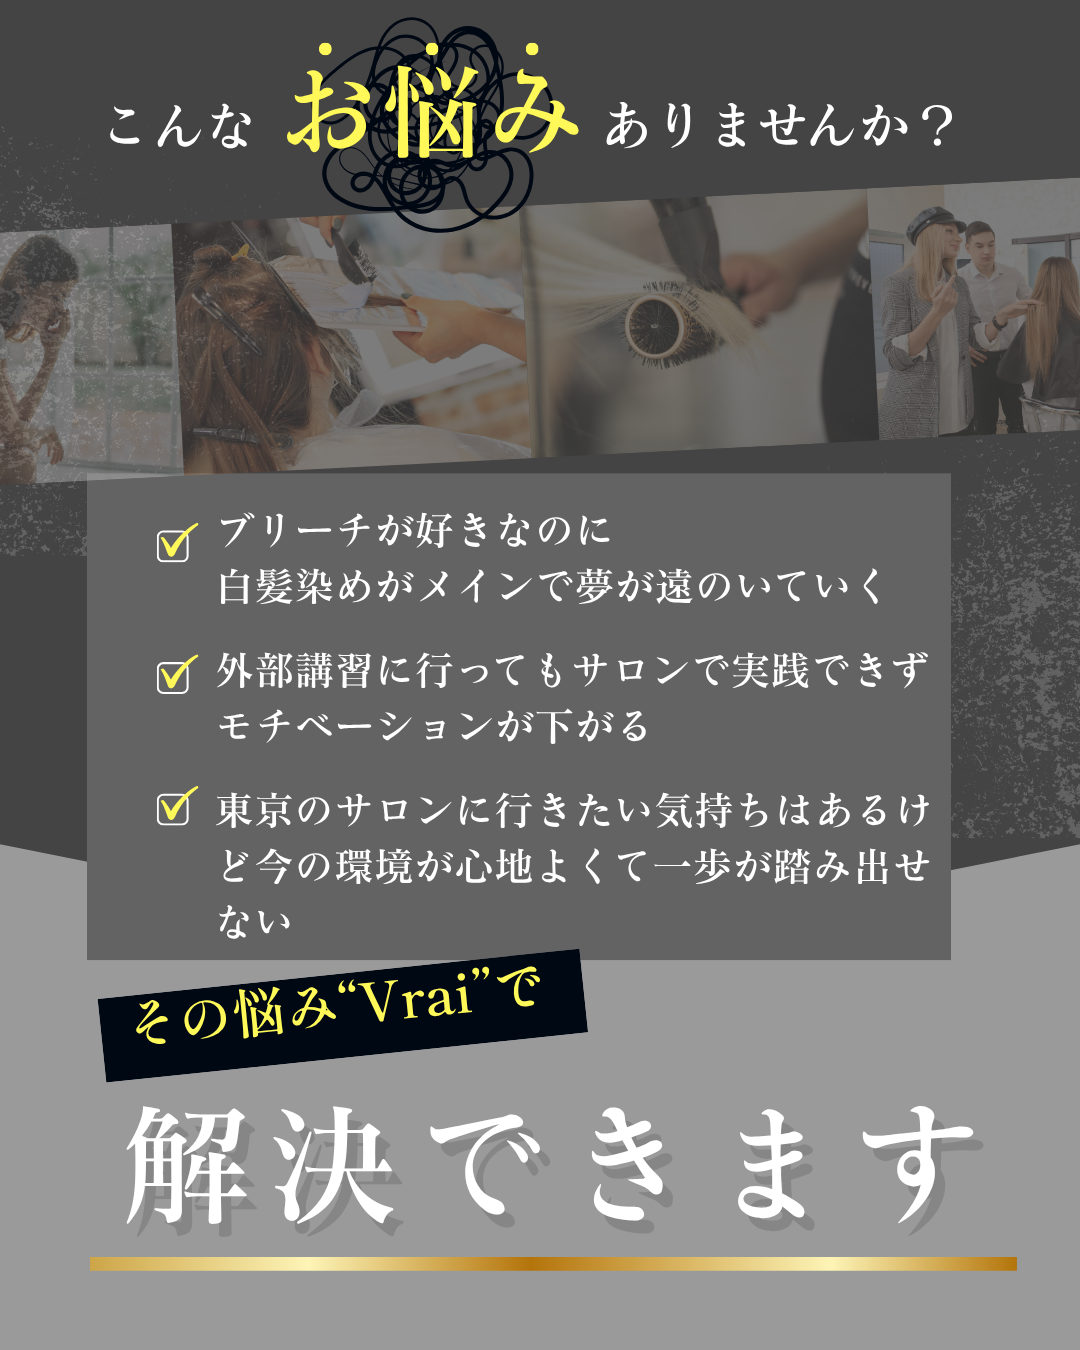 こんなお悩みありませんか？
ブリーチが好きなのに
白髪染めがメインで夢が遠のいていく
外部講習に行ってもサロンで実践できず
モチベーションが下がる
東京のサロンに行きたい気持ちはあるけ
ど今の環境が心地よくて一歩が踏み出せ
ない
その悩み“Vrai”で
解決できます